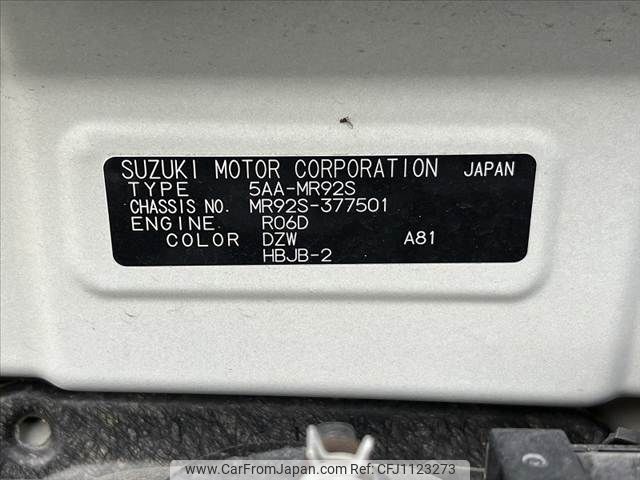 SUZUKI MOTOR CORPORATION JAPAN
TYPE 5AA-MR92S
CHASSIS NO. MR92S-377501
ENGINE R06D
COLOR DZW A81
HBJB-2
www.CarFromJapan.com - Ref No. CFJ1123273